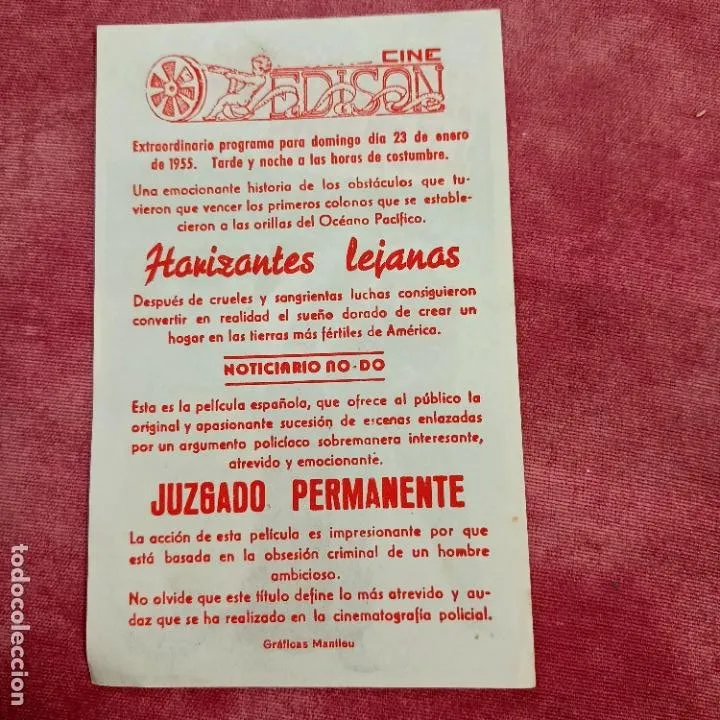 CINE
EDISON
Extraordinario programa para domingo día 23 de enero
de 1955. Tarde y noche a las horas de costumbre.
Una emocionante historia de los obstáculos que tu-
vieron que vencer los primeros colonos que se estable-
cieron a las orillas del Océano Pacífico.
Horizontes lejanos
Después de crueles y sangrientas luchas consiguieron
convertir en realidad el sueño dorado de crear un
hogar en las tierras más fértiles de América.
NOTICIARIO NO-DO
Esta es la película española, que ofrece al público la
original y apasionante sucesión de escenas enlazadas
por un argumento policíaco sobremanera interesante,
atrevido y emocionante.
JUZGADO PERMANENTE
La acción de esta película es impresionante por que
está basada en la obsesión criminal de un hombre
ambicioso.
No olvide que este título define lo más atrevido y au-
daz que se ha realizado en la cinematografía policial.
Gráficas Manlleu
todocoleccion